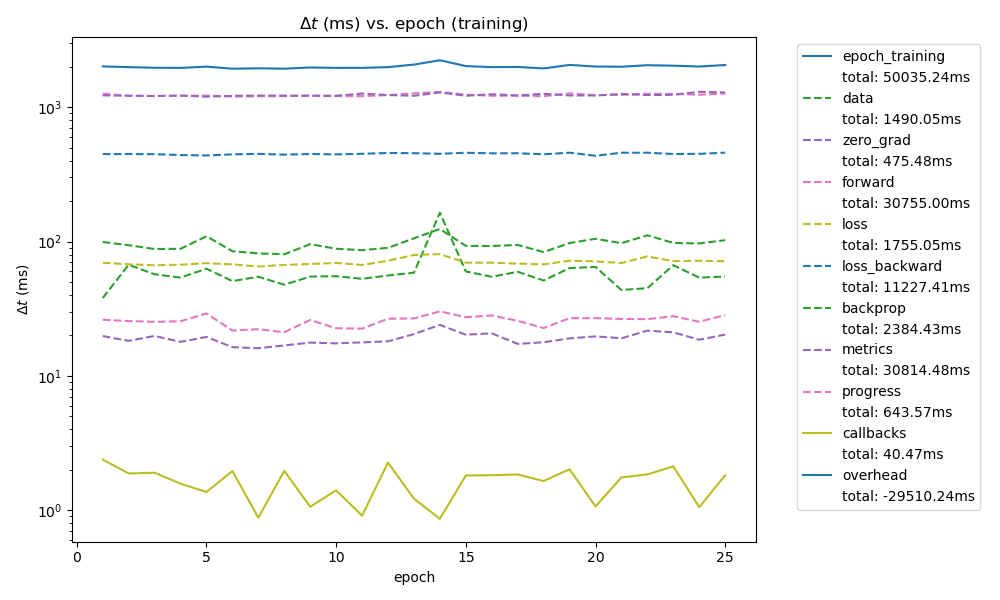 Δt (ms) vs. epoch (training)
10³
10²
10¹
10⁰
Δt (ms)
0 5 10 15 20 25
epoch
epoch_training
total: 50035.24ms
data
total: 1490.05ms
zero_grad
total: 475.48ms
forward
total: 30755.00ms
loss
total: 1755.05ms
loss_backward
total: 11227.41ms
backprop
total: 2384.43ms
metrics
total: 30814.48ms
progress
total: 643.57ms
callbacks
total: 40.47ms
overhead
total: -29510.24ms